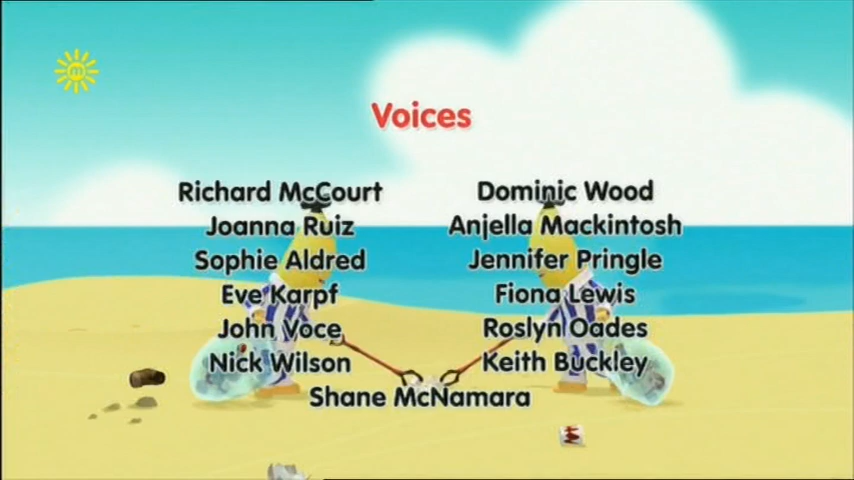 m
Voices
Richard McCourt Dominic Wood
Joanna Ruiz Anjella Mackintosh
Sophie Aldred Jennifer Pringle
Eve Karpf Fiona Lewis
John Voce Roslyn Oades
Nick Wilson Keith Buckley
Shane McNamara